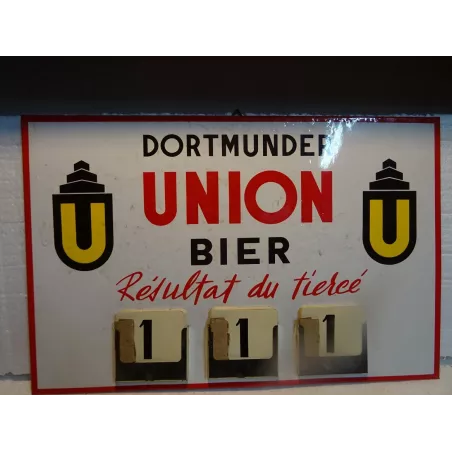 DORTMUNDER
UNION
U U
BIER
Résultat du tiercé
1 1 1